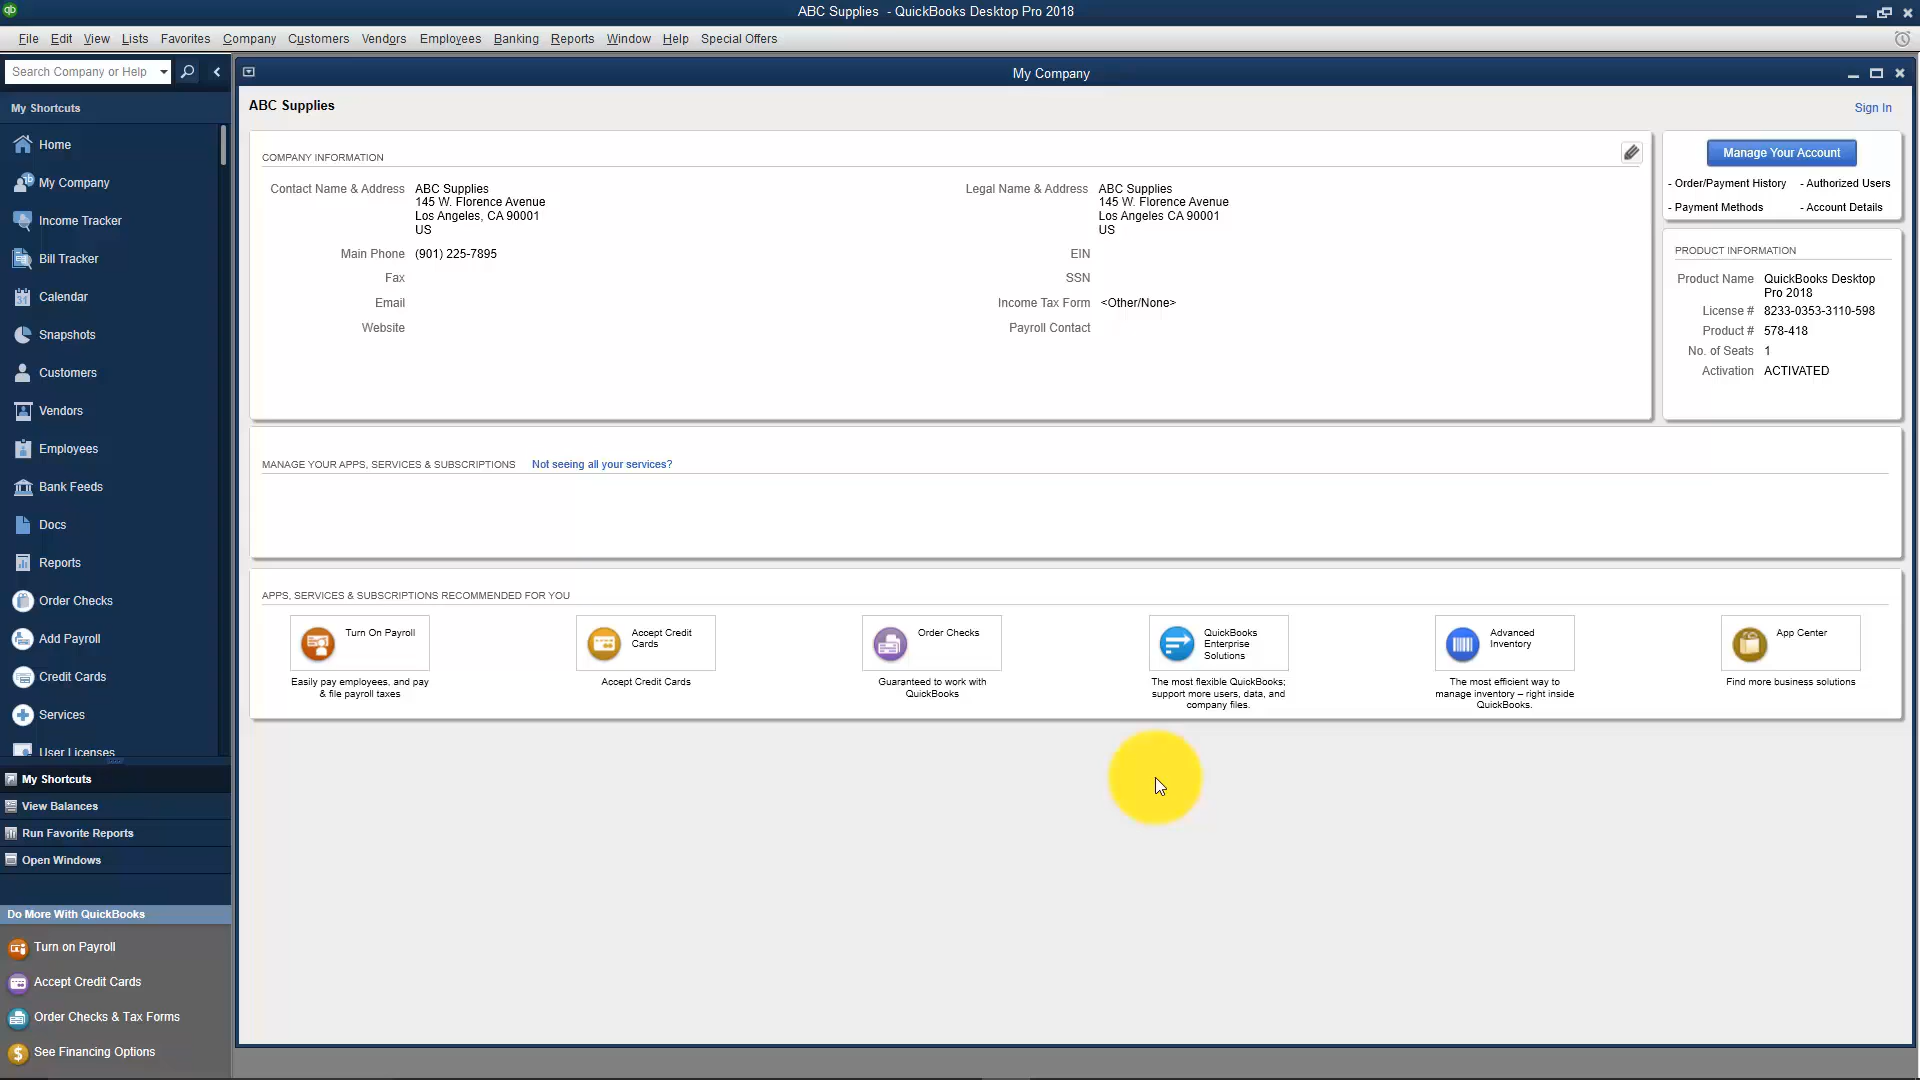 ABC Supplies - QuickBooks Desktop Pro 2018
File Edit View Lists Favorites Company Customers Vendors Employees Banking Reports Window Help Special Offers
Search Company or Help
My Company
My Shortcuts
Home
My Company
Income Tracker
Bill Tracker
Calendar
Snapshots
Customers
Vendors
Employees
Bank Feeds
Docs
Reports
Order Checks
Add Payroll
Credit Cards
Services
User Licenses
My Shortcuts
View Balances
Run Favorite Reports
Open Windows
Do More With QuickBooks
Turn on Payroll
Accept Credit Cards
Order Checks & Tax Forms
See Financing Options
ABC Supplies
Sign In
COMPANY INFORMATION
Contact Name & Address ABC Supplies
145 W. Florence Avenue
Los Angeles, CA 90001
US
Main Phone (901) 225-7895
Fax
Email
Website
Legal Name & Address ABC Supplies
145 W. Florence Avenue
Los Angeles CA 90001
US
EIN
SSN
Income Tax Form <Other/None>
Payroll Contact
Manage Your Account
- Order/Payment History - Authorized Users
- Payment Methods - Account Details
PRODUCT INFORMATION
Product Name QuickBooks Desktop
Pro 2018
License # 8233-0353-3110-598
Product # 578-418
No. of Seats 1
Activation ACTIVATED
MANAGE YOUR APPS, SERVICES & SUBSCRIPTIONS Not seeing all your services?
APPS, SERVICES & SUBSCRIPTIONS RECOMMENDED FOR YOU
Turn On Payroll
Easily pay employees, and pay
& file payroll taxes
Accept Credit
Cards
Accept Credit Cards
Order Checks
Guaranteed to work with
QuickBooks
QuickBooks
Enterprise
Solutions
The most flexible QuickBooks;
support more users, data, and
company files.
Advanced
Inventory
The most efficient way to
manage inventory – right inside
QuickBooks.
App Center
Find more business solutions